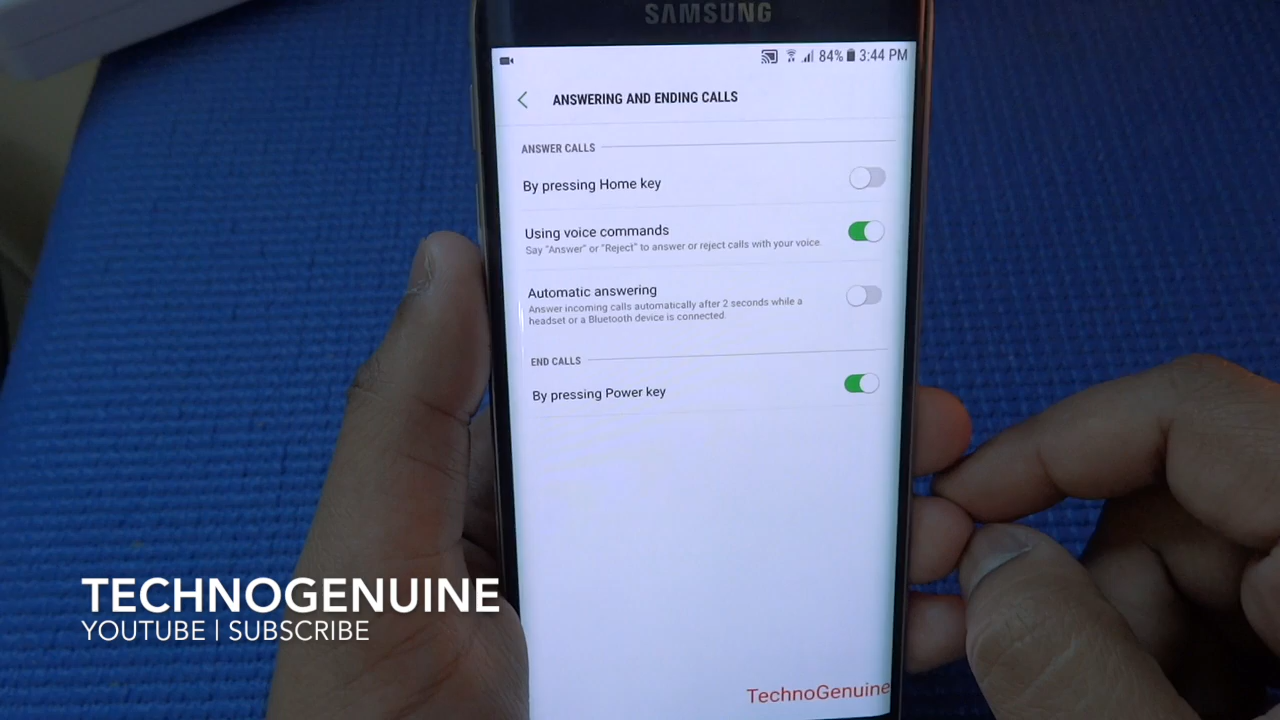 SAMSUNG
84% 3:44 PM
ANSWERING AND ENDING CALLS
ANSWER CALLS
By pressing Home key
Using voice commands
Say "Answer" or "Reject" to answer or reject calls with your voice.
Automatic answering
Answer incoming calls automatically after 2 seconds while a
headset or a Bluetooth device is connected.
END CALLS
By pressing Power key
TECHNOGENUINE
YOUTUBE | SUBSCRIBE
TechnoGenuine